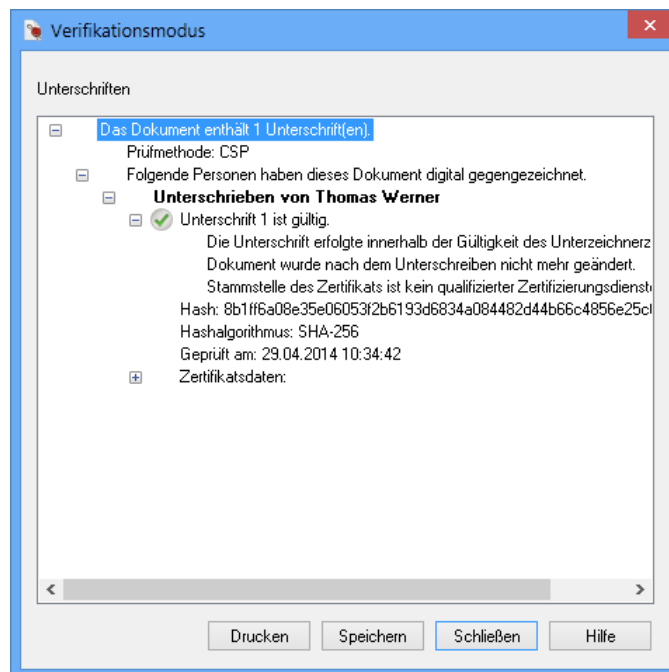 Verifikationsmodus
Unterschriften
Das Dokument enthält 1 Unterschrift(en).
Prüfmethode: CSP
Folgende Personen haben dieses Dokument digital gegengezeichnet.
Unterschrieben von Thomas Werner
Unterschrift 1 ist gültig.
Die Unterschrift erfolgte innerhalb der Gültigkeit des Unterzeichnerz
Dokument wurde nach dem Unterschreiben nicht mehr geändert.
Stammstelle des Zertifikats ist kein qualifizierter Zertifizierungsdienst
Hash: 8b1ff6a08e35e06053f2b6193d6834a084482d44b66c4856e25c
Hashalgorithmus: SHA-256
Geprüft am: 29.04.2014 10:34:42
Zertifikatsdaten:
Drucken Speichern Schließen Hilfe